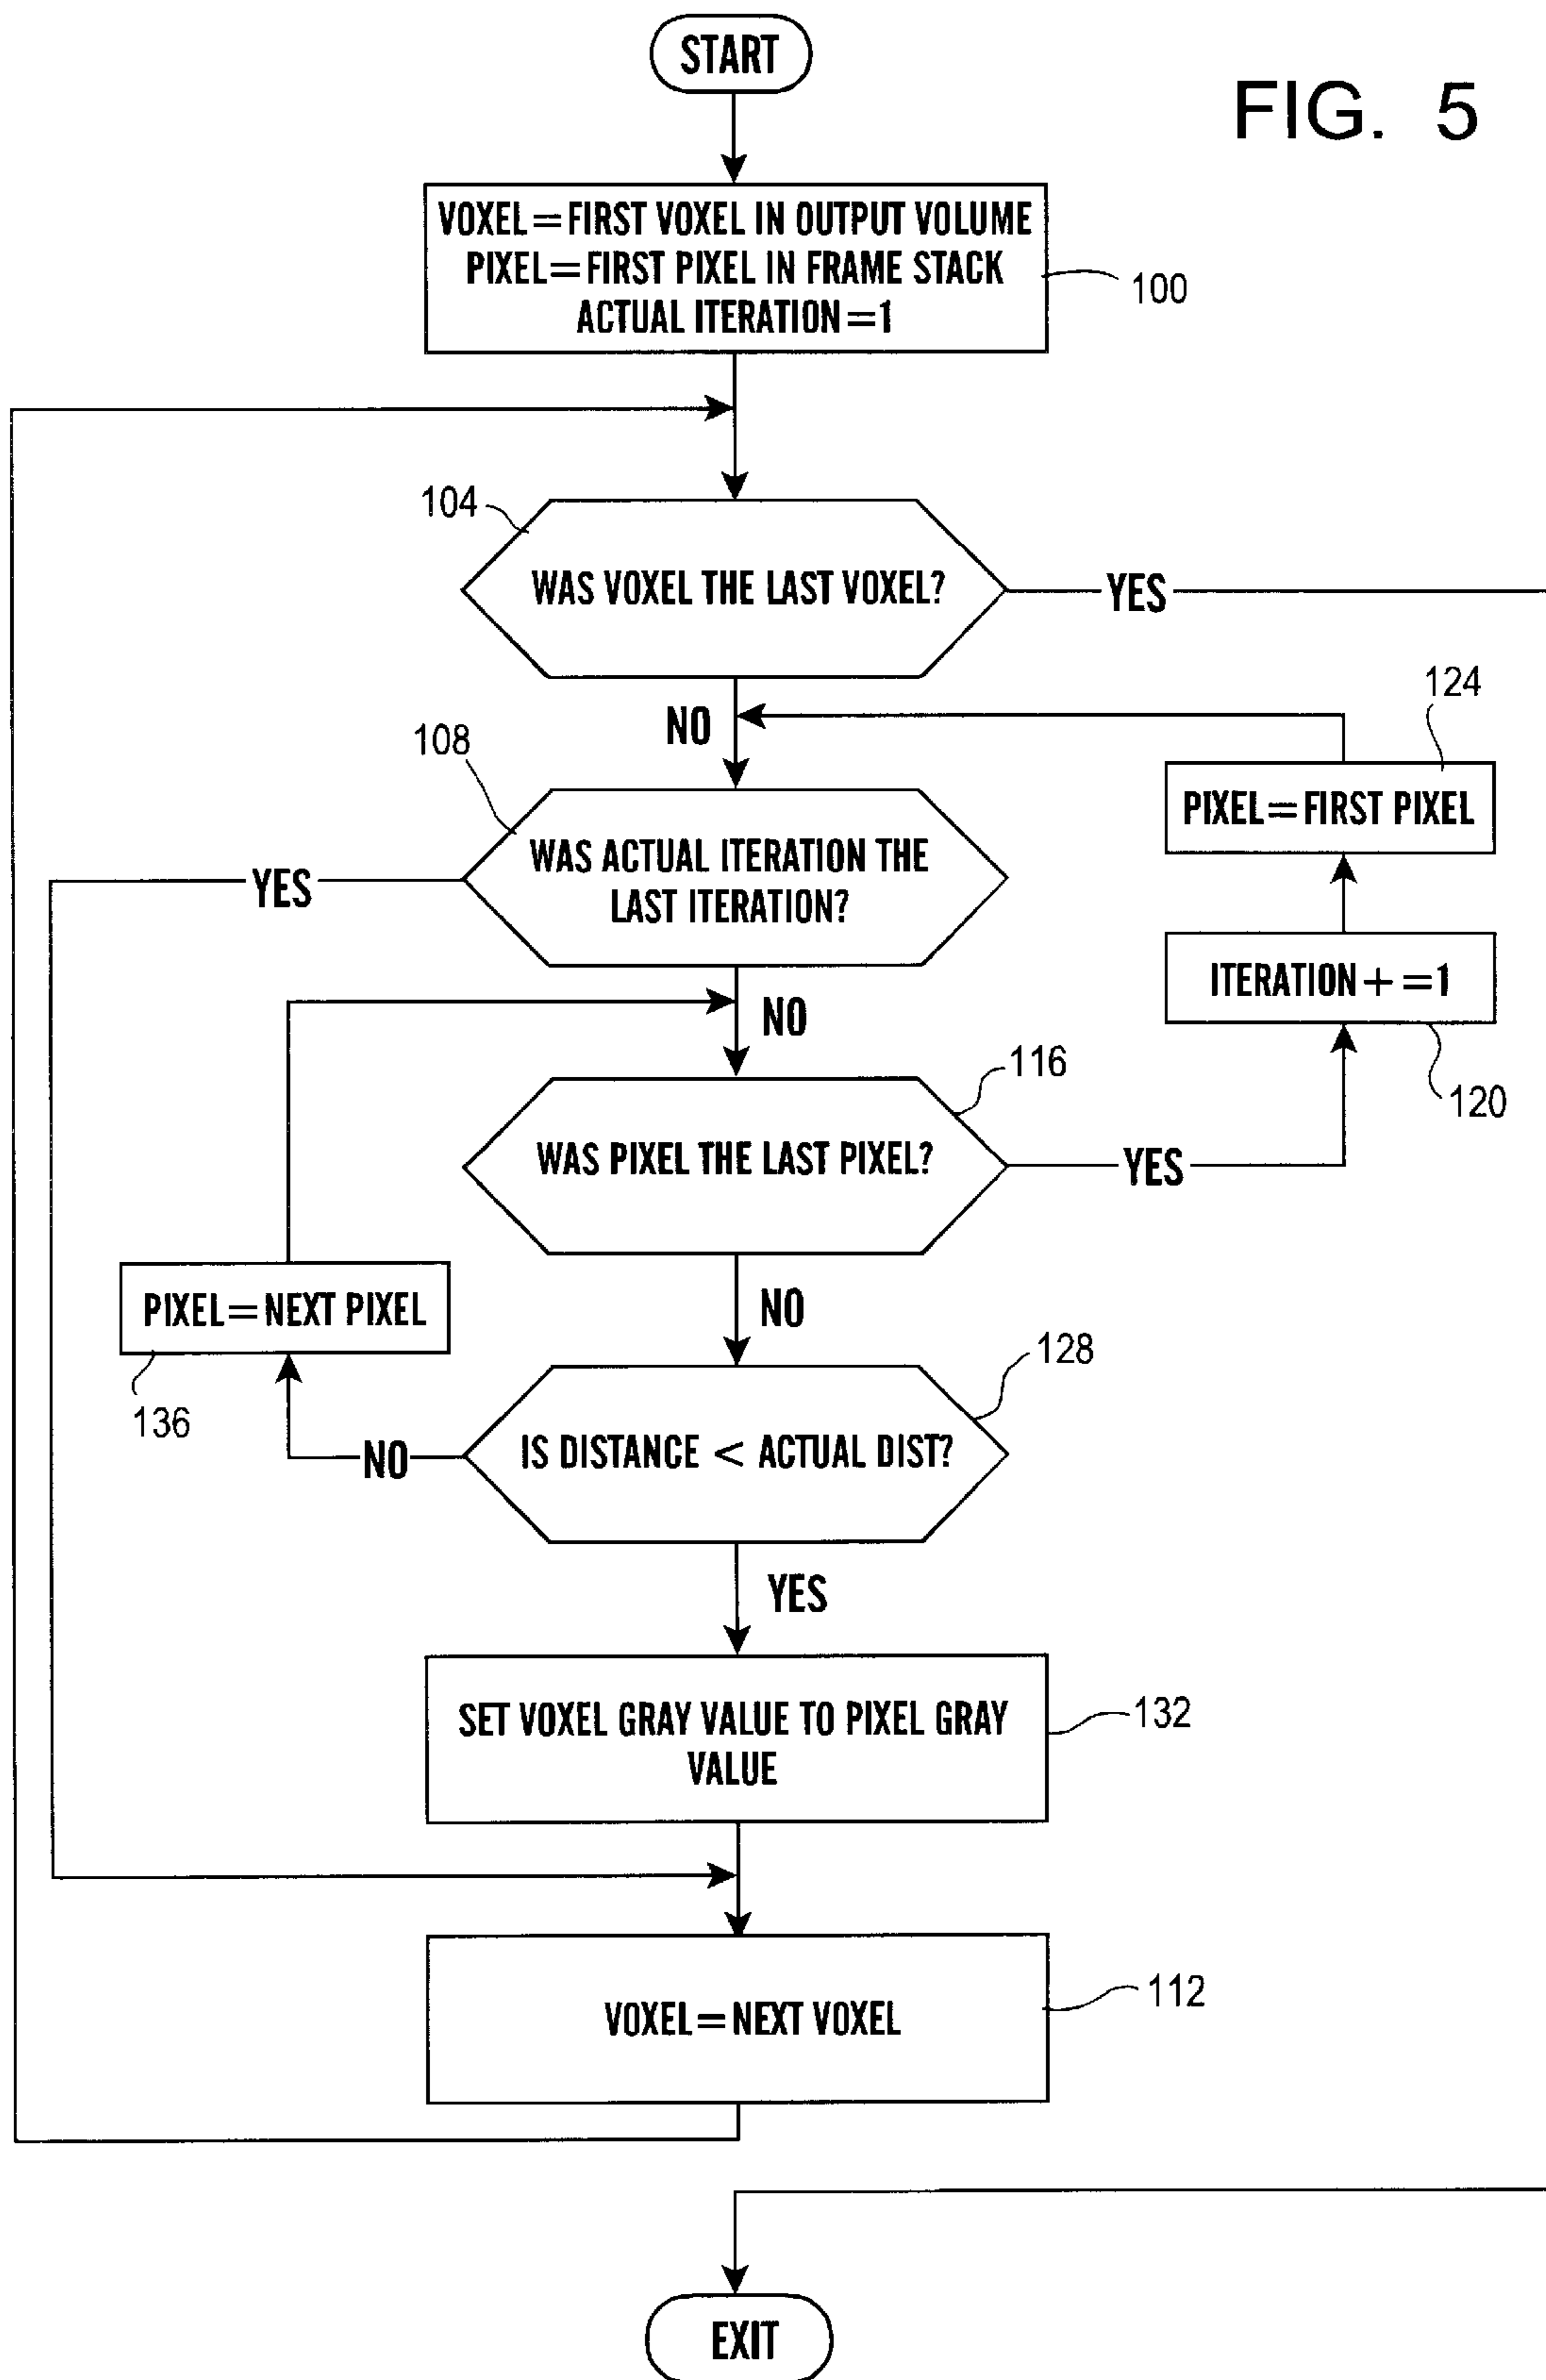 START
FIG. 5
VOXEL=FIRST VOXEL IN OUTPUT VOLUME
PIXEL=FIRST PIXEL IN FRAME STACK
ACTUAL ITERATION=1
100
104
WAS VOXEL THE LAST VOXEL?
YES
NO
124
PIXEL=FIRST PIXEL
108
WAS ACTUAL ITERATION THE
LAST ITERATION?
YES
NO
ITERATION+=1
120
116
WAS PIXEL THE LAST PIXEL?
YES
NO
PIXEL=NEXT PIXEL
136
128
IS DISTANCE < ACTUAL DIST?
NO
YES
SET VOXEL GRAY VALUE TO PIXEL GRAY
VALUE
132
VOXEL=NEXT VOXEL
112
EXIT